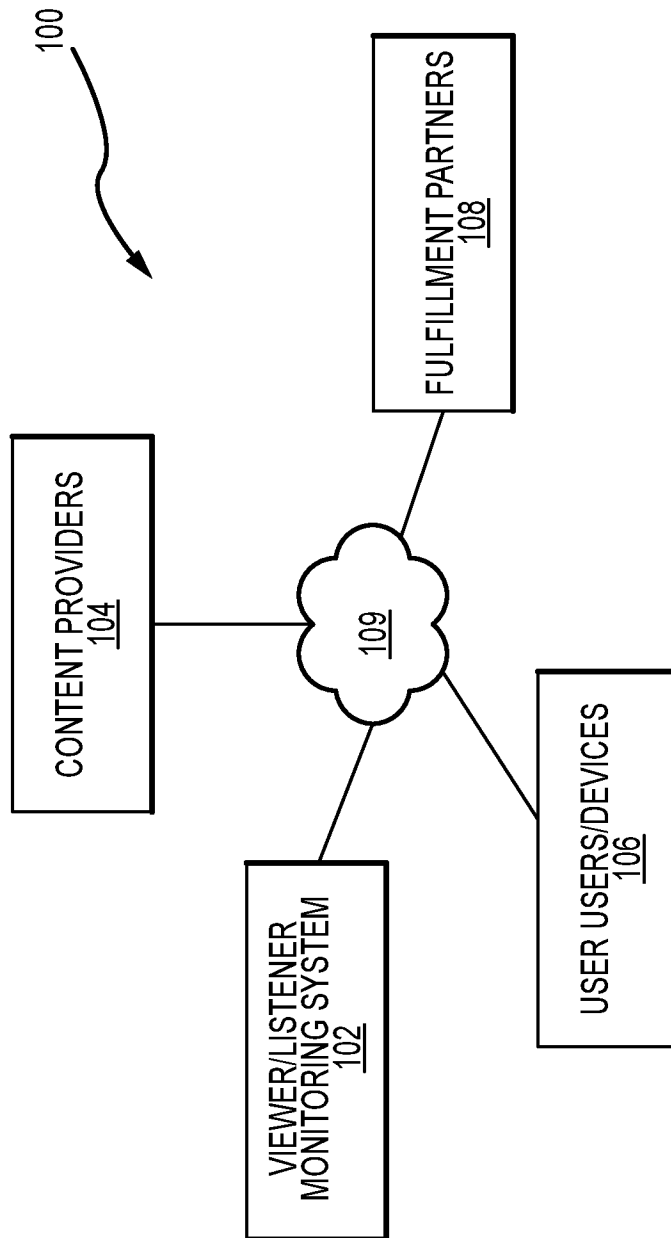 100
CONTENT PROVIDERS
104
FULFILLMENT PARTNERS
108
109
VIEWER/LISTENER
MONITORING SYSTEM
102
USER USERS/DEVICES
106